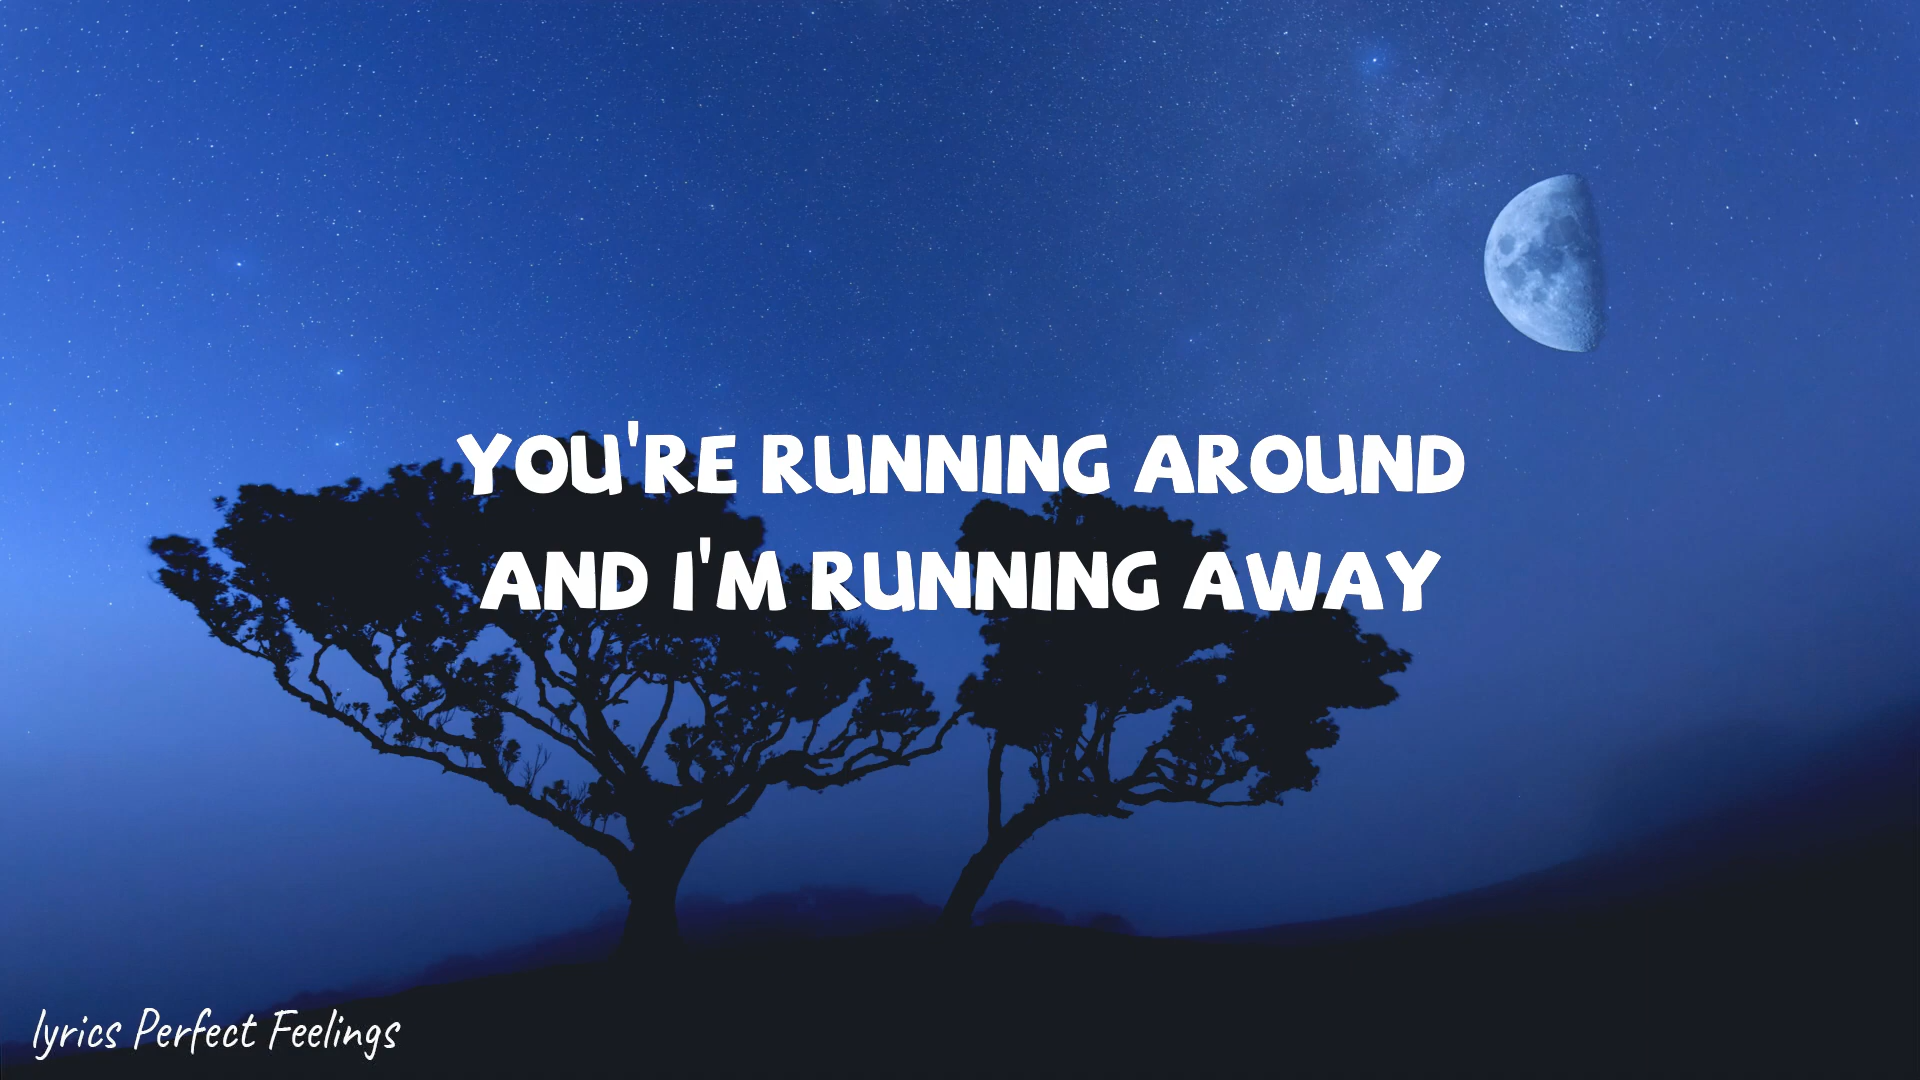 YOU'RE RUNNING AROUND
AND I'M RUNNING AWAY
lyrics Perfect Feelings